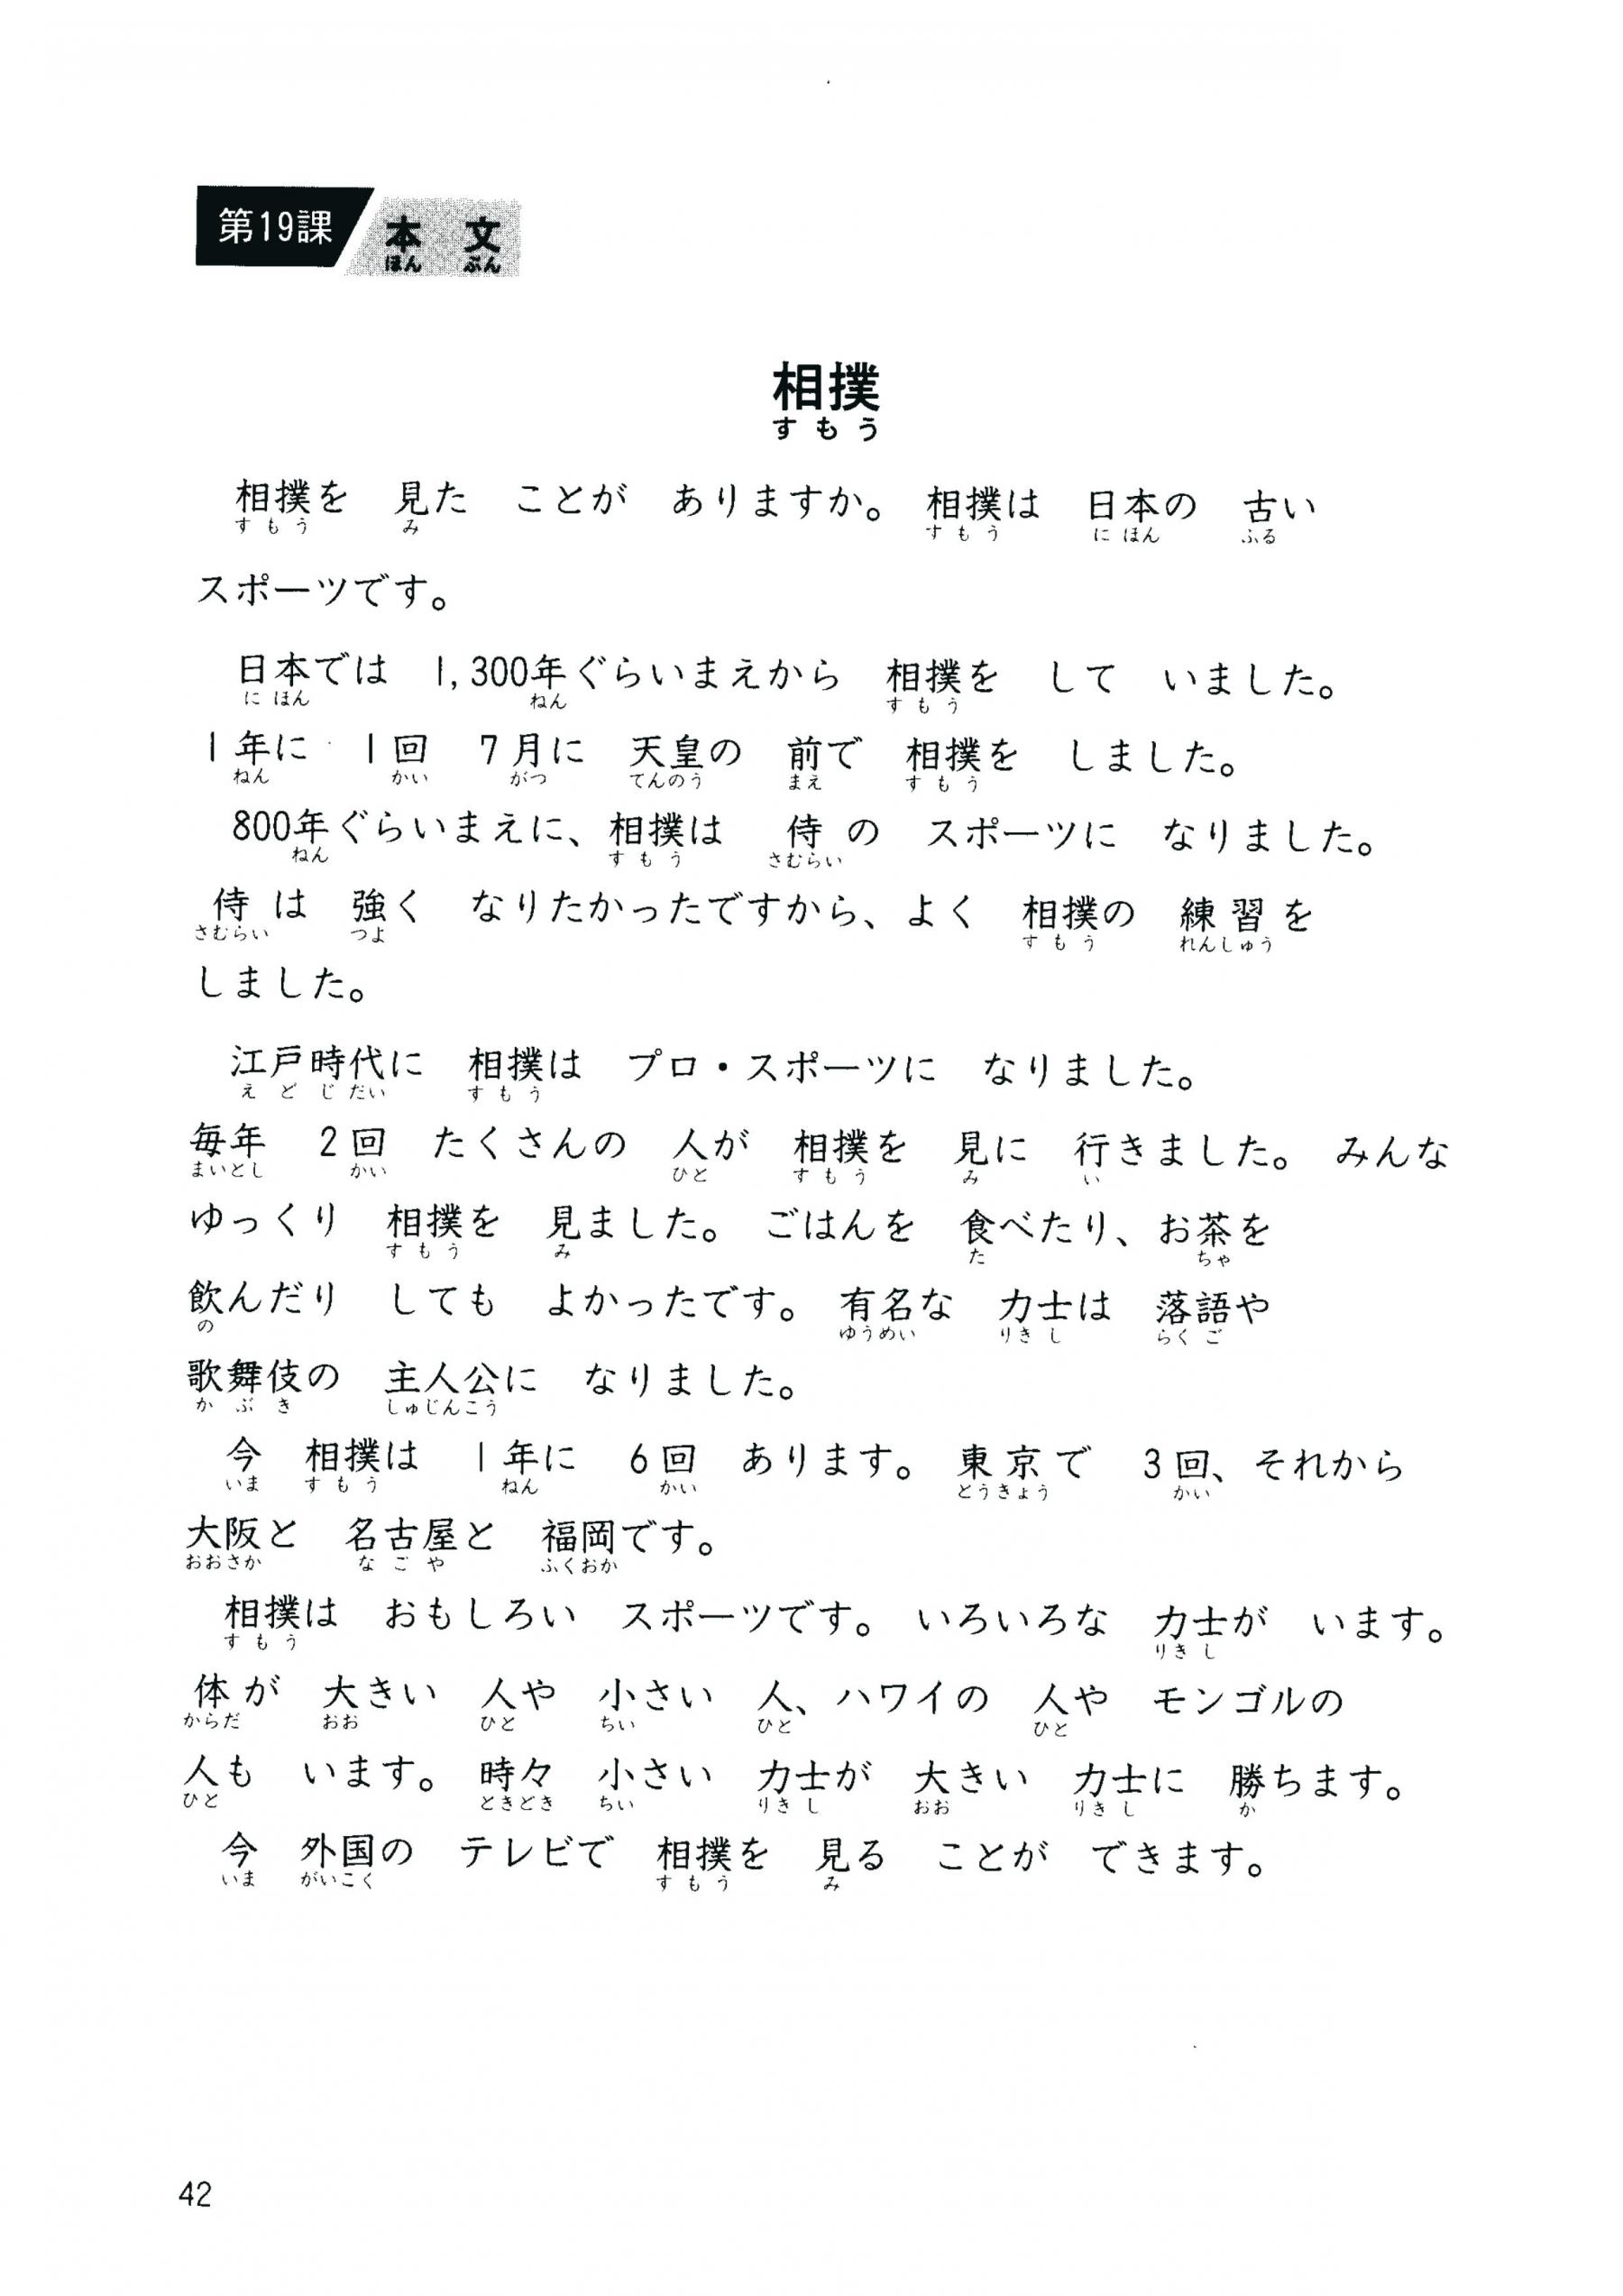 第19課 本文
ほん ぶん
相撲
すもう
相撲を 見た ことが ありますか。 相撲は 日本の 古い
すもう み すもう にほん ふる
スポーツです。
日本では 1,300年ぐらいまえから 相撲を して いました。
にほん ねん すもう
1年に 1回 7月に 天皇の 前で 相撲を しました。
ねん かい がつ てんのう まえ すもう
800年ぐらいまえに、相撲は 侍の スポーツに なりました。
ねん すもう さむらい
侍は 強く なりたかったですから、よく 相撲の 練習を
さむらい つよ すもう れんしゅう
しました。
江戸時代に 相撲は プロ・スポーツに なりました。
えどじだい すもう
毎年 2回 たくさんの 人が 相撲を 見に 行きました。 みんな
まいとし かい ひと すもう み い
ゆっくり 相撲を 見ました。 ごはんを 食べたり、お茶を
すもう み た ちゃ
飲んだり しても よかったです。 有名な 力士は 落語や
の ゆうめい りきし らくご
歌舞伎の 主人公に なりました。
かぶき しゅじんこう
今 相撲は 1年に 6回 あります。 東京で 3回、それから
いま すもう ねん かい とうきょう かい
大阪と 名古屋と 福岡です。
おおさか なごや ふくおか
相撲は おもしろい スポーツです。 いろいろな 力士が います。
すもう りきし
体が 大きい 人や 小さい 人、ハワイの 人や モンゴルの
からだ おお ひと ちい ひと ひと
人も います。 時々 小さい 力士が 大きい 力士に 勝ちます。
ひと ときどき ちい りきし おお りきし か
今 外国の テレビで 相撲を 見る ことが できます。
いま がいこく すもう み
42